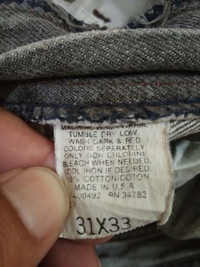 TUMBLE DRY LOW.
WASH DARK & RED
COLORS SEPARATELY
ONLY NON CHLORINE
BLEACH WHEN NEEDED.
COOL IRON IF DESIRED.
% COTTON COTON
MADE IN U.S.A.
RN 34783
31X33